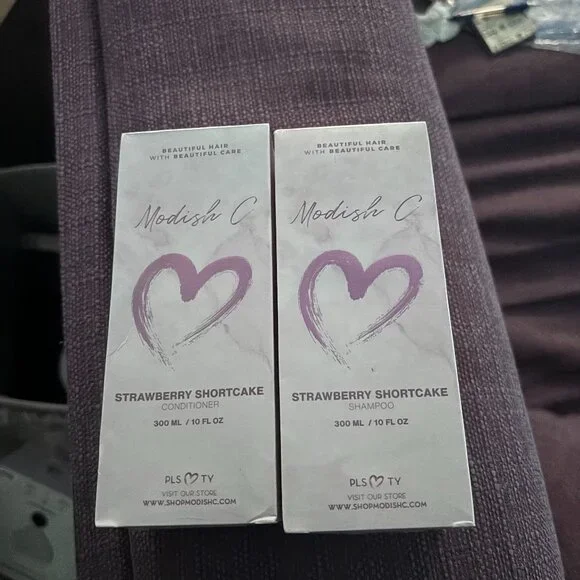 BEAUTIFUL HAIR
WITH BEAUTIFUL CARE
Modish C
STRAWBERRY SHORTCAKE
CONDITIONER
300 ML / 10 FL OZ
PLS TY
VISIT OUR STORE
WWW.SHOPMODISHC.COM
BEAUTIFUL HAIR
WITH BEAUTIFUL CARE
Modish C
STRAWBERRY SHORTCAKE
SHAMPOO
300 ML / 10 FL OZ
PLS TY
VISIT OUR STORE
WWW.SHOPMODISHC.COM